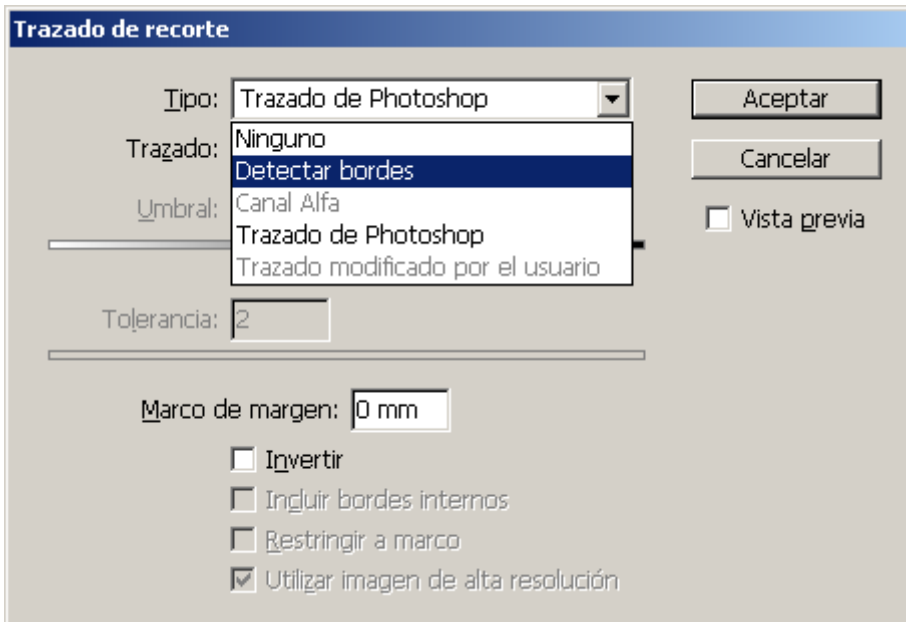 Trazado de recorte
Tipo: Trazado de Photoshop
Aceptar
Trazado:
Ninguno
Detectar bordes
Cancelar
Umbral:
Canal Alfa
Vista previa
Trazado de Photoshop
Trazado modificado por el usuario
Tolerancia: 2
Marco de margen: 0 mm
Invertir
Incluir bordes internos
Restringir a marco
Utilizar imagen de alta resolución